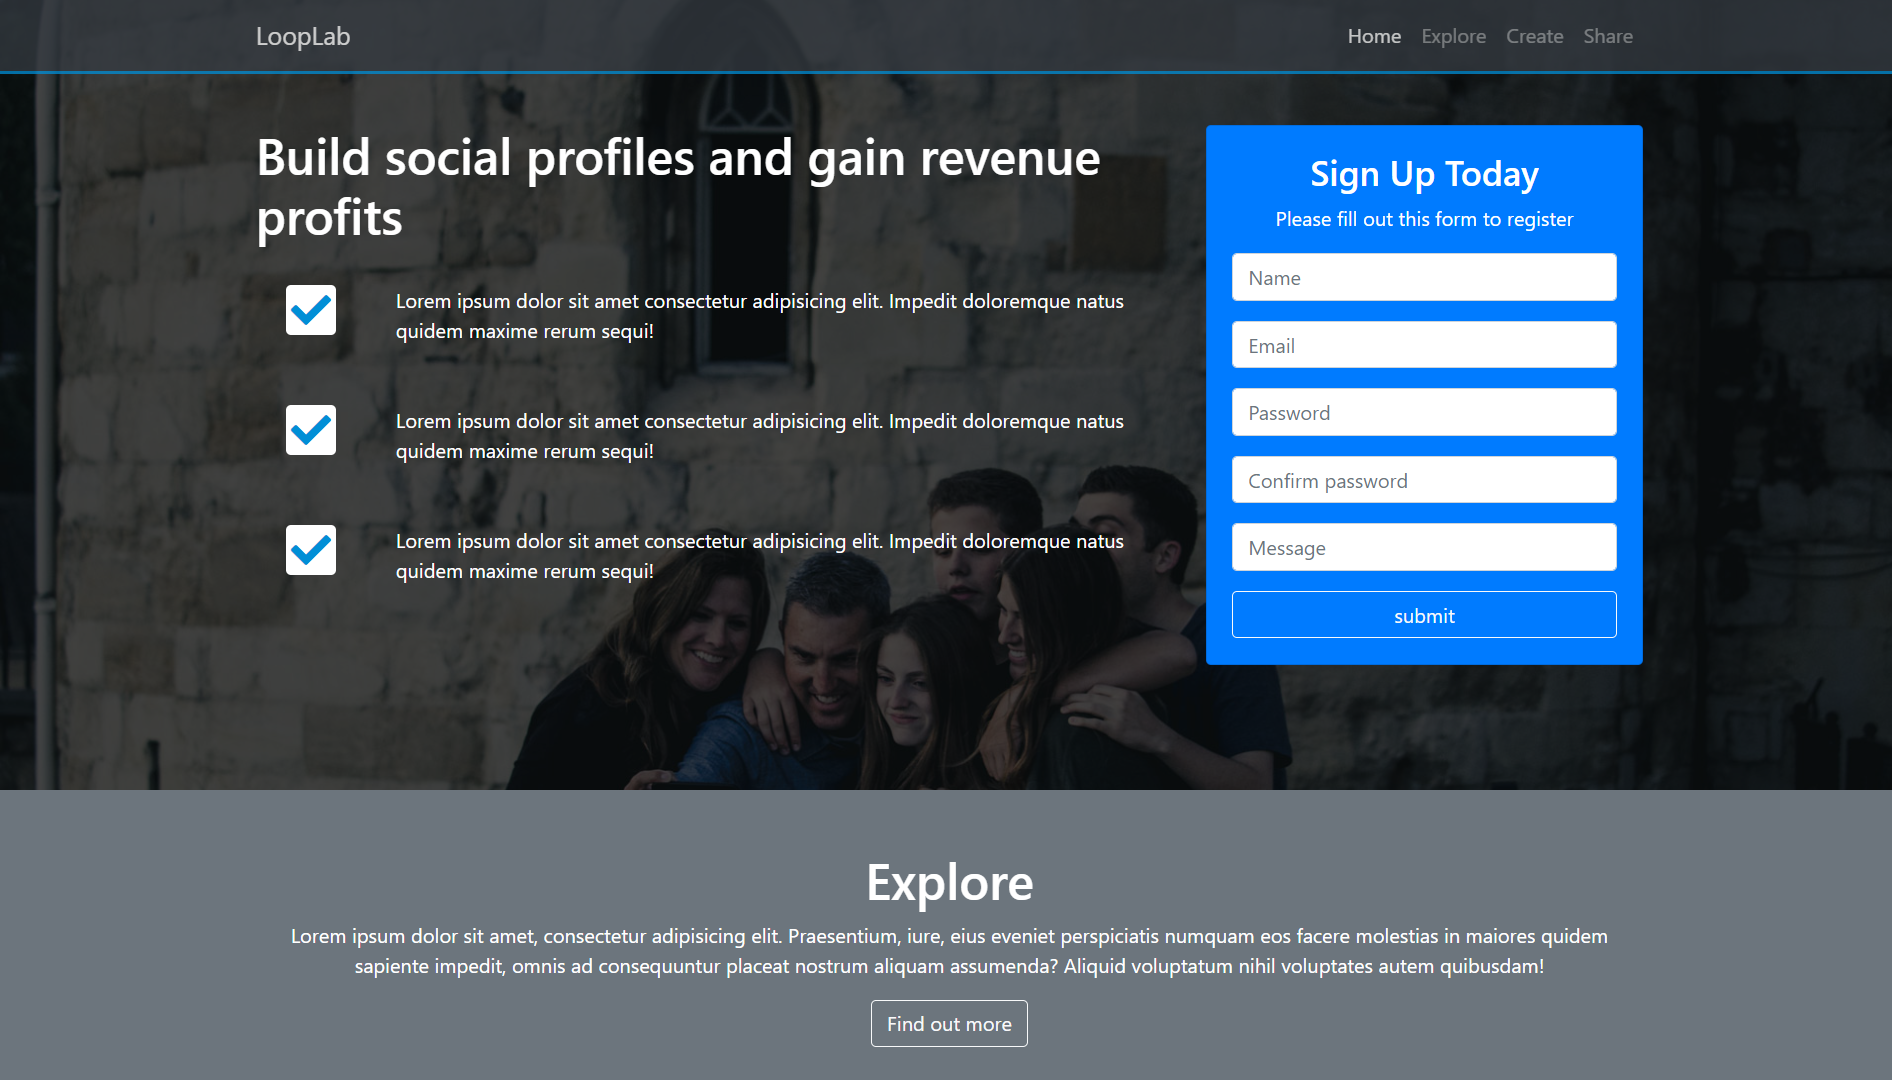 LoopLab
Home Explore Create Share
Build social profiles and gain revenue
profits
Lorem ipsum dolor sit amet consectetur adipisicing elit. Impedit doloremque natus
quidem maxime rerum sequi!
Lorem ipsum dolor sit amet consectetur adipisicing elit. Impedit doloremque natus
quidem maxime rerum sequi!
Lorem ipsum dolor sit amet consectetur adipisicing elit. Impedit doloremque natus
quidem maxime rerum sequi!
Sign Up Today
Please fill out this form to register
Name
Email
Password
Confirm password
Message
submit
Explore
Lorem ipsum dolor sit amet, consectetur adipisicing elit. Praesentium, iure, eius eveniet perspiciatis numquam eos facere molestias in maiores quidem
sapiente impedit, omnis ad consequuntur placeat nostrum aliquam assumenda? Aliquid voluptatum nihil voluptates autem quibusdam!
Find out more